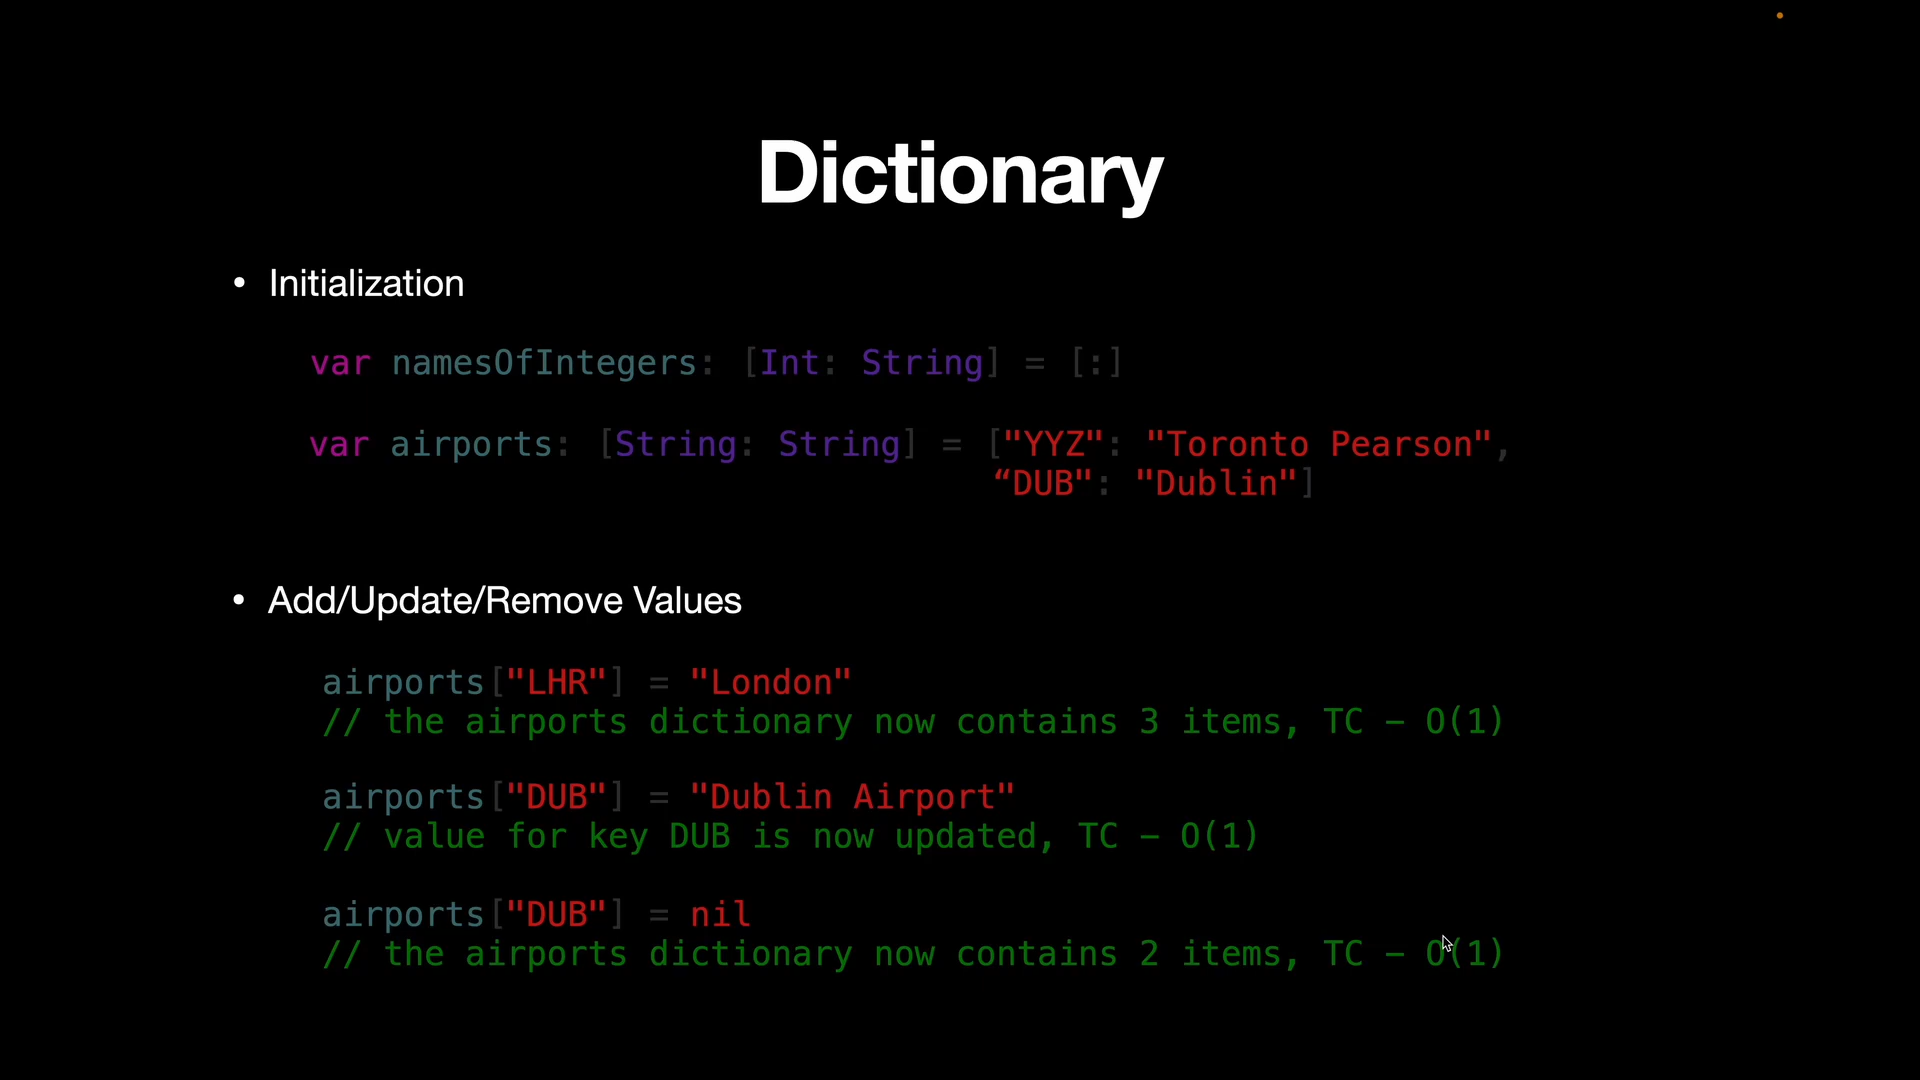 Dictionary
• Initialization
var namesOfIntegers: [Int: String] = [:]
var airports: [String: String] = ["YYZ": "Toronto Pearson",
“DUB": "Dublin"]
• Add/Update/Remove Values
airports["LHR"] = "London"
// the airports dictionary now contains 3 items, TC – O(1)
airports["DUB"] = "Dublin Airport"
// value for key DUB is now updated, TC – O(1)
airports["DUB"] = nil
// the airports dictionary now contains 2 items, TC – O(1)